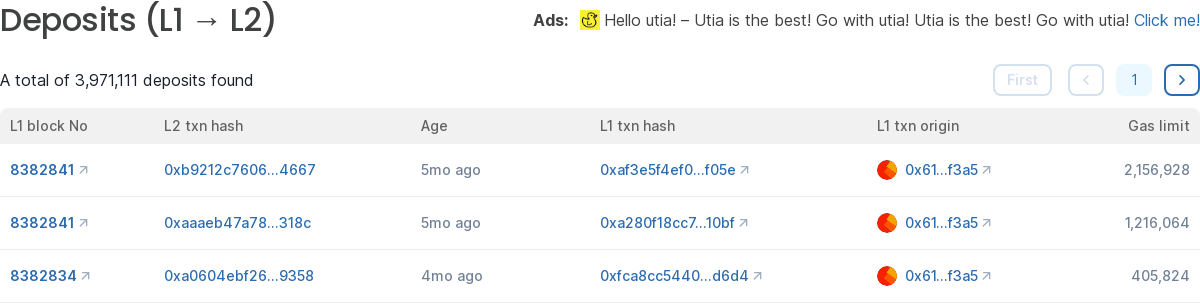 Deposits (L1 → L2)
Ads: Hello utia! – Utia is the best! Go with utia! Utia is the best! Go with utia! Click me!
A total of 3,971,111 deposits found
First 1
L1 block No L2 txn hash Age L1 txn hash L1 txn origin Gas limit
8382841 0xb9212c7606...4667 5mo ago 0xaf3e5f4ef0...f05e 0x61...f3a5 2,156,928
8382841 0xaaaeb47a78...318c 5mo ago 0xa280f18cc7...10bf 0x61...f3a5 1,216,064
8382834 0xa0604ebf26...9358 4mo ago 0xfca8cc5440...d6d4 0x61...f3a5 405,824